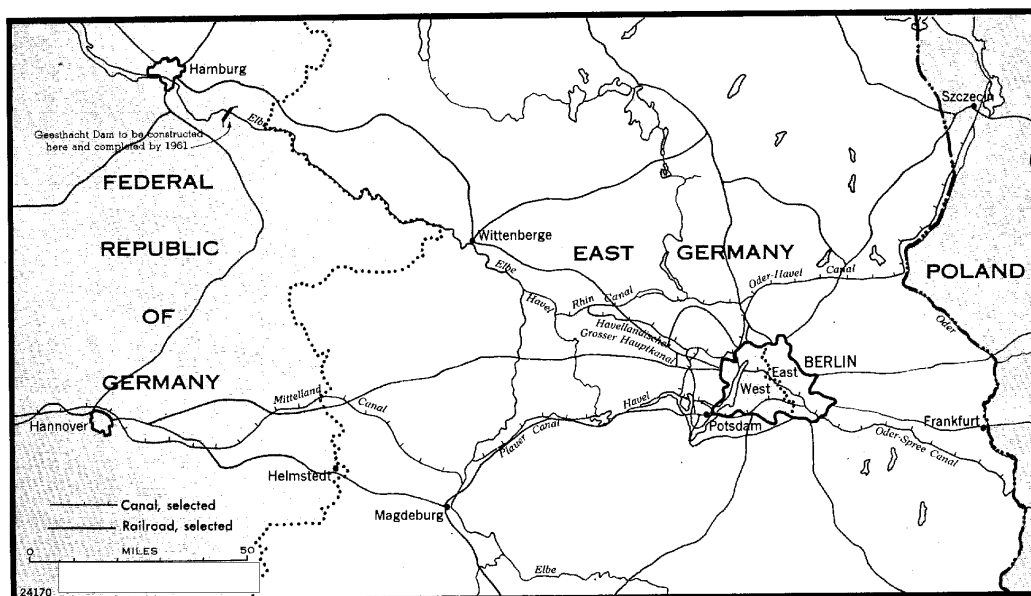 Hamburg
Szczecin
Elbe
Geesthacht Dam to be constructed
here and completed by 1961
FEDERAL
REPUBLIC
OF
GERMANY
Wittenberge
EAST GERMANY
POLAND
Elbe
Havel
Rhin Canal
Oder-Havel Canal
Oder
Havelländischer
Grosser Hauptkanal
BERLIN
East
West
Mittelland Canal
Havel
Hannover
Potsdam
Frankfurt
Plauer Canal
Oder-Spree Canal
Helmstedt
Magdeburg
Canal, selected
Railroad, selected
0 MILES 50
Elbe
24170